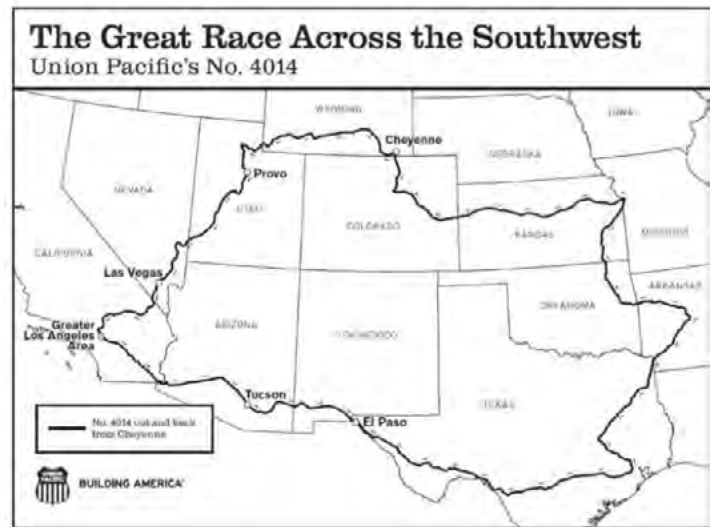 The Great Race Across the Southwest
Union Pacific's No. 4014
WYOMING
IOWA
Cheyenne
NEBRASKA
Provo
NEVADA
UTAH
COLORADO
KANSAS
MISSOURI
CALIFORNIA
Las Vegas
ARKANSAS
OKLAHOMA
Greater
Los Angeles
Area
ARIZONA
NEW MEXICO
Tucson
TEXAS
El Paso
No. 4014 out and back
from Cheyenne
BUILDING AMERICA®